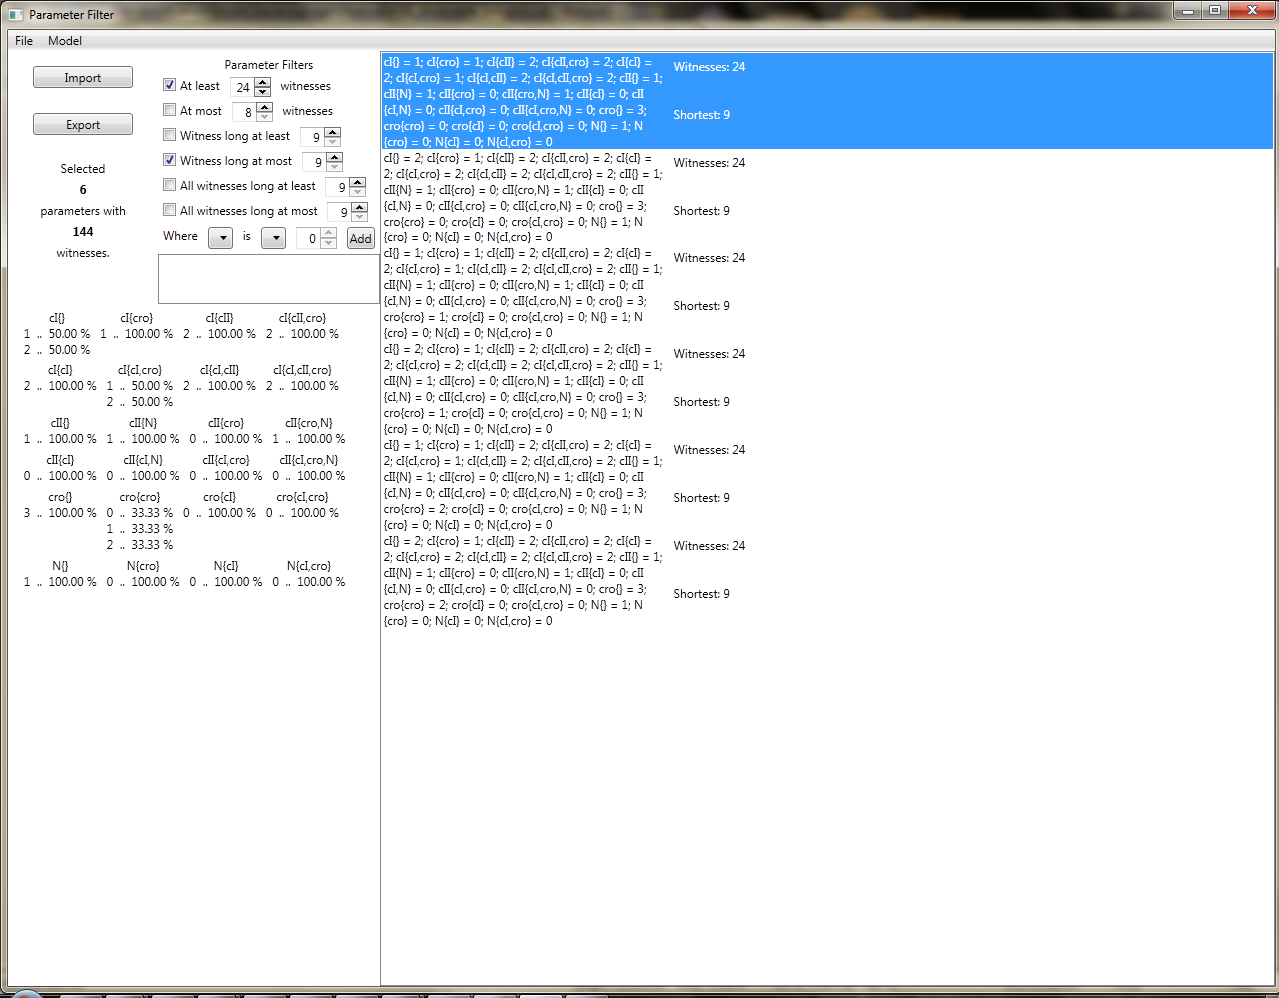 Parameter Filter
File Model
Import
Export
Selected
6
parameters with
144
witnesses.
Parameter Filters
At least 24 witnesses
At most 8 witnesses
Witness long at least 9
Witness long at most 9
All witnesses long at least 9
All witnesses long at most 9
Where is 0 Add
cI{} cI{cro} cI{cII} cI{cII,cro}
1 .. 50.00 % 1 .. 100.00 % 2 .. 100.00 % 2 .. 100.00 %
2 .. 50.00 %
cI{cI} cI{cI,cro} cI{cI,cII} cI{cI,cII,cro}
2 .. 100.00 % 1 .. 50.00 % 2 .. 100.00 % 2 .. 100.00 %
2 .. 50.00 %
cII{} cII{N} cII{cro} cII{cro,N}
1 .. 100.00 % 1 .. 100.00 % 0 .. 100.00 % 1 .. 100.00 %
cII{cI} cII{cI,N} cII{cI,cro} cII{cI,cro,N}
0 .. 100.00 % 0 .. 100.00 % 0 .. 100.00 % 0 .. 100.00 %
cro{} cro{cro} cro{cI} cro{cI,cro}
3 .. 100.00 % 0 .. 33.33 % 0 .. 100.00 % 0 .. 100.00 %
1 .. 33.33 %
2 .. 33.33 %
N{} N{cro} N{cI} N{cI,cro}
1 .. 100.00 % 0 .. 100.00 % 0 .. 100.00 % 0 .. 100.00 %
cI{} = 1; cI{cro} = 1; cI{cII} = 2; cI{cII,cro} = 2; cI{cI} =
2; cI{cI,cro} = 1; cI{cI,cII} = 2; cI{cI,cII,cro} = 2; cII{} = 1;
cII{N} = 1; cII{cro} = 0; cII{cro,N} = 1; cII{cI} = 0; cII
{cI,N} = 0; cII{cI,cro} = 0; cII{cI,cro,N} = 0; cro{} = 3;
cro{cro} = 0; cro{cI} = 0; cro{cI,cro} = 0; N{} = 1; N
{cro} = 0; N{cI} = 0; N{cI,cro} = 0
Witnesses: 24
Shortest: 9
cI{} = 2; cI{cro} = 1; cI{cII} = 2; cI{cII,cro} = 2; cI{cI} =
2; cI{cI,cro} = 2; cI{cI,cII} = 2; cI{cI,cII,cro} = 2; cII{} = 1;
cII{N} = 1; cII{cro} = 0; cII{cro,N} = 1; cII{cI} = 0; cII
{cI,N} = 0; cII{cI,cro} = 0; cII{cI,cro,N} = 0; cro{} = 3;
cro{cro} = 0; cro{cI} = 0; cro{cI,cro} = 0; N{} = 1; N
{cro} = 0; N{cI} = 0; N{cI,cro} = 0
Witnesses: 24
Shortest: 9
cI{} = 1; cI{cro} = 1; cI{cII} = 2; cI{cII,cro} = 2; cI{cI} =
2; cI{cI,cro} = 1; cI{cI,cII} = 2; cI{cI,cII,cro} = 2; cII{} = 1;
cII{N} = 1; cII{cro} = 0; cII{cro,N} = 1; cII{cI} = 0; cII
{cI,N} = 0; cII{cI,cro} = 0; cII{cI,cro,N} = 0; cro{} = 3;
cro{cro} = 1; cro{cI} = 0; cro{cI,cro} = 0; N{} = 1; N
{cro} = 0; N{cI} = 0; N{cI,cro} = 0
Witnesses: 24
Shortest: 9
cI{} = 2; cI{cro} = 1; cI{cII} = 2; cI{cII,cro} = 2; cI{cI} =
2; cI{cI,cro} = 2; cI{cI,cII} = 2; cI{cI,cII,cro} = 2; cII{} = 1;
cII{N} = 1; cII{cro} = 0; cII{cro,N} = 1; cII{cI} = 0; cII
{cI,N} = 0; cII{cI,cro} = 0; cII{cI,cro,N} = 0; cro{} = 3;
cro{cro} = 1; cro{cI} = 0; cro{cI,cro} = 0; N{} = 1; N
{cro} = 0; N{cI} = 0; N{cI,cro} = 0
Witnesses: 24
Shortest: 9
cI{} = 1; cI{cro} = 1; cI{cII} = 2; cI{cII,cro} = 2; cI{cI} =
2; cI{cI,cro} = 1; cI{cI,cII} = 2; cI{cI,cII,cro} = 2; cII{} = 1;
cII{N} = 1; cII{cro} = 0; cII{cro,N} = 1; cII{cI} = 0; cII
{cI,N} = 0; cII{cI,cro} = 0; cII{cI,cro,N} = 0; cro{} = 3;
cro{cro} = 2; cro{cI} = 0; cro{cI,cro} = 0; N{} = 1; N
{cro} = 0; N{cI} = 0; N{cI,cro} = 0
Witnesses: 24
Shortest: 9
cI{} = 2; cI{cro} = 1; cI{cII} = 2; cI{cII,cro} = 2; cI{cI} =
2; cI{cI,cro} = 2; cI{cI,cII} = 2; cI{cI,cII,cro} = 2; cII{} = 1;
cII{N} = 1; cII{cro} = 0; cII{cro,N} = 1; cII{cI} = 0; cII
{cI,N} = 0; cII{cI,cro} = 0; cII{cI,cro,N} = 0; cro{} = 3;
cro{cro} = 2; cro{cI} = 0; cro{cI,cro} = 0; N{} = 1; N
{cro} = 0; N{cI} = 0; N{cI,cro} = 0
Witnesses: 24
Shortest: 9